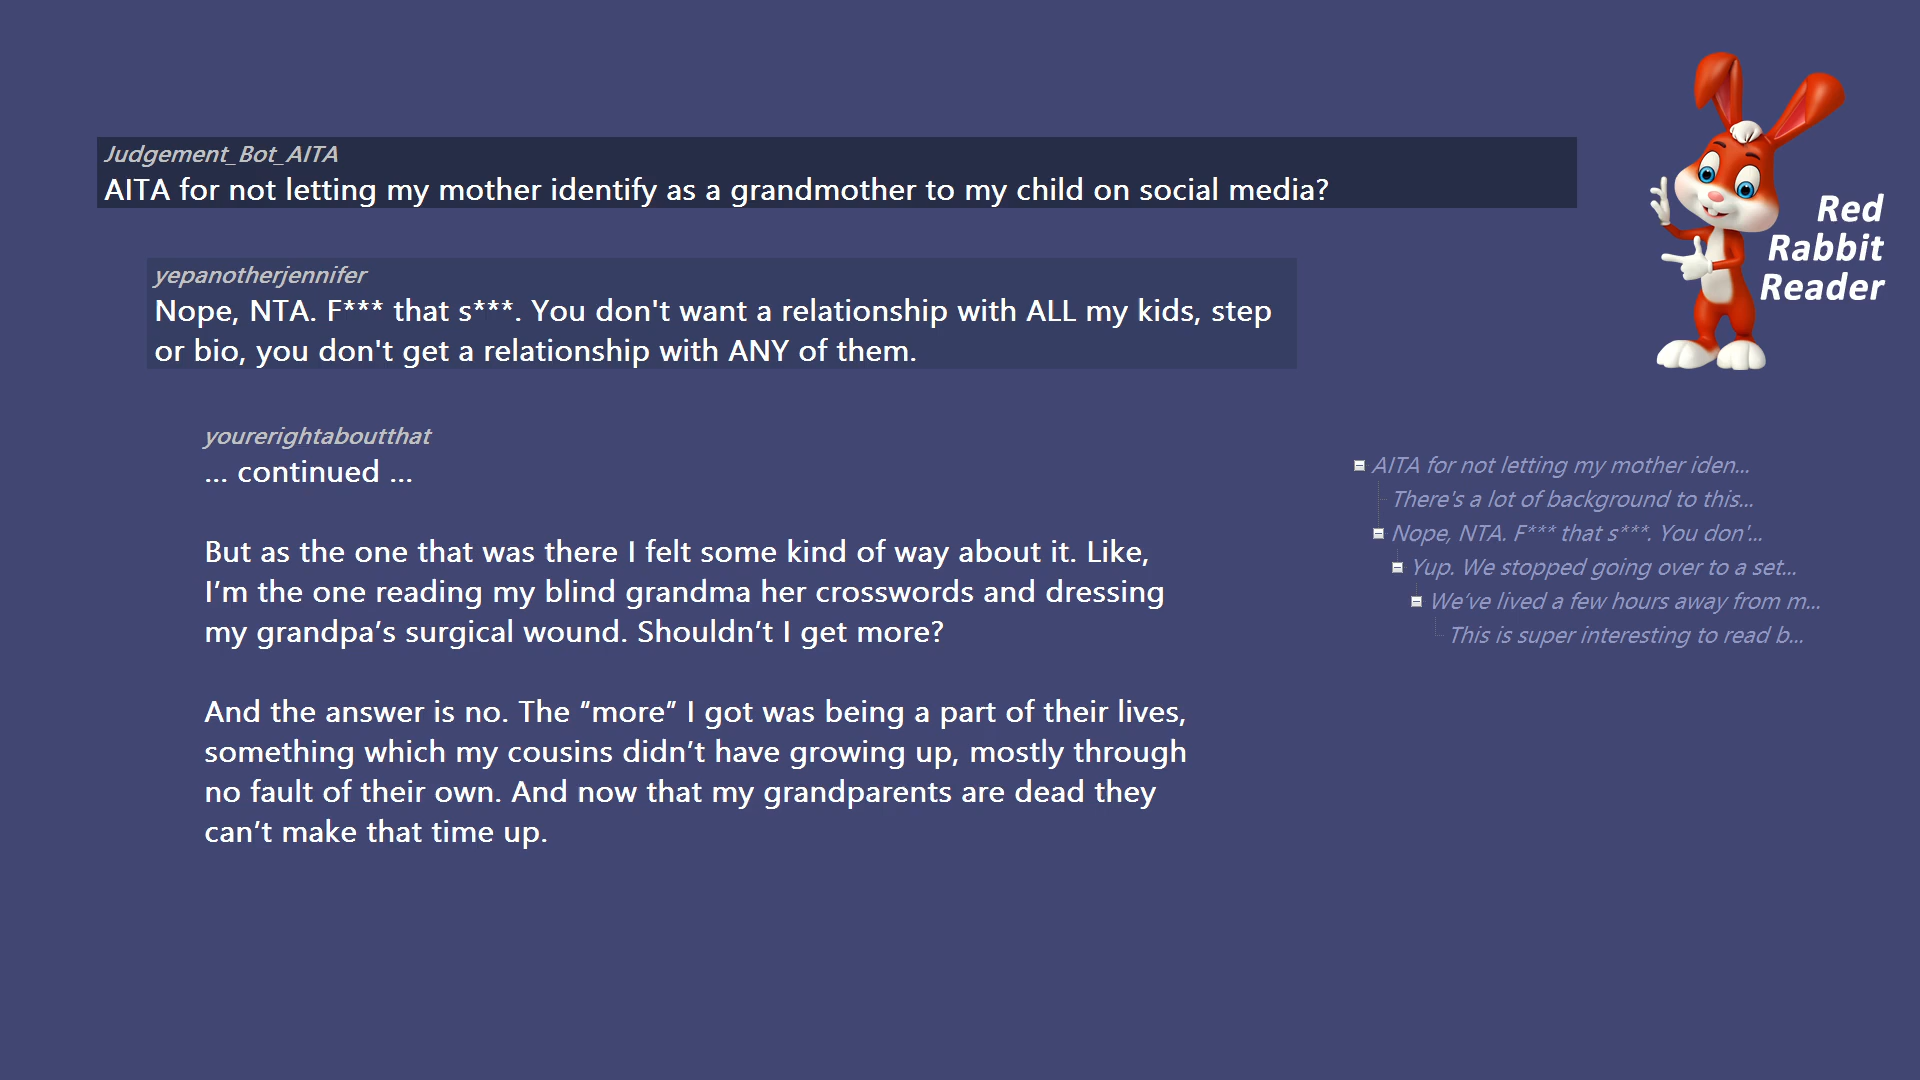 Judgement_Bot_AITA
AITA for not letting my mother identify as a grandmother to my child on social media?
yepanotherjennifer
Nope, NTA. F*** that s***. You don't want a relationship with ALL my kids, step
or bio, you don't get a relationship with ANY of them.
yourerightaboutthat
... continued ...
But as the one that was there I felt some kind of way about it. Like,
I’m the one reading my blind grandma her crosswords and dressing
my grandpa’s surgical wound. Shouldn’t I get more?
And the answer is no. The “more” I got was being a part of their lives,
something which my cousins didn’t have growing up, mostly through
no fault of their own. And now that my grandparents are dead they
can’t make that time up.
Red
Rabbit
Reader
AITA for not letting my mother iden...
There's a lot of background to this...
Nope, NTA. F*** that s***. You don'...
Yup. We stopped going over to a set...
We’ve lived a few hours away from m...
This is super interesting to read b...